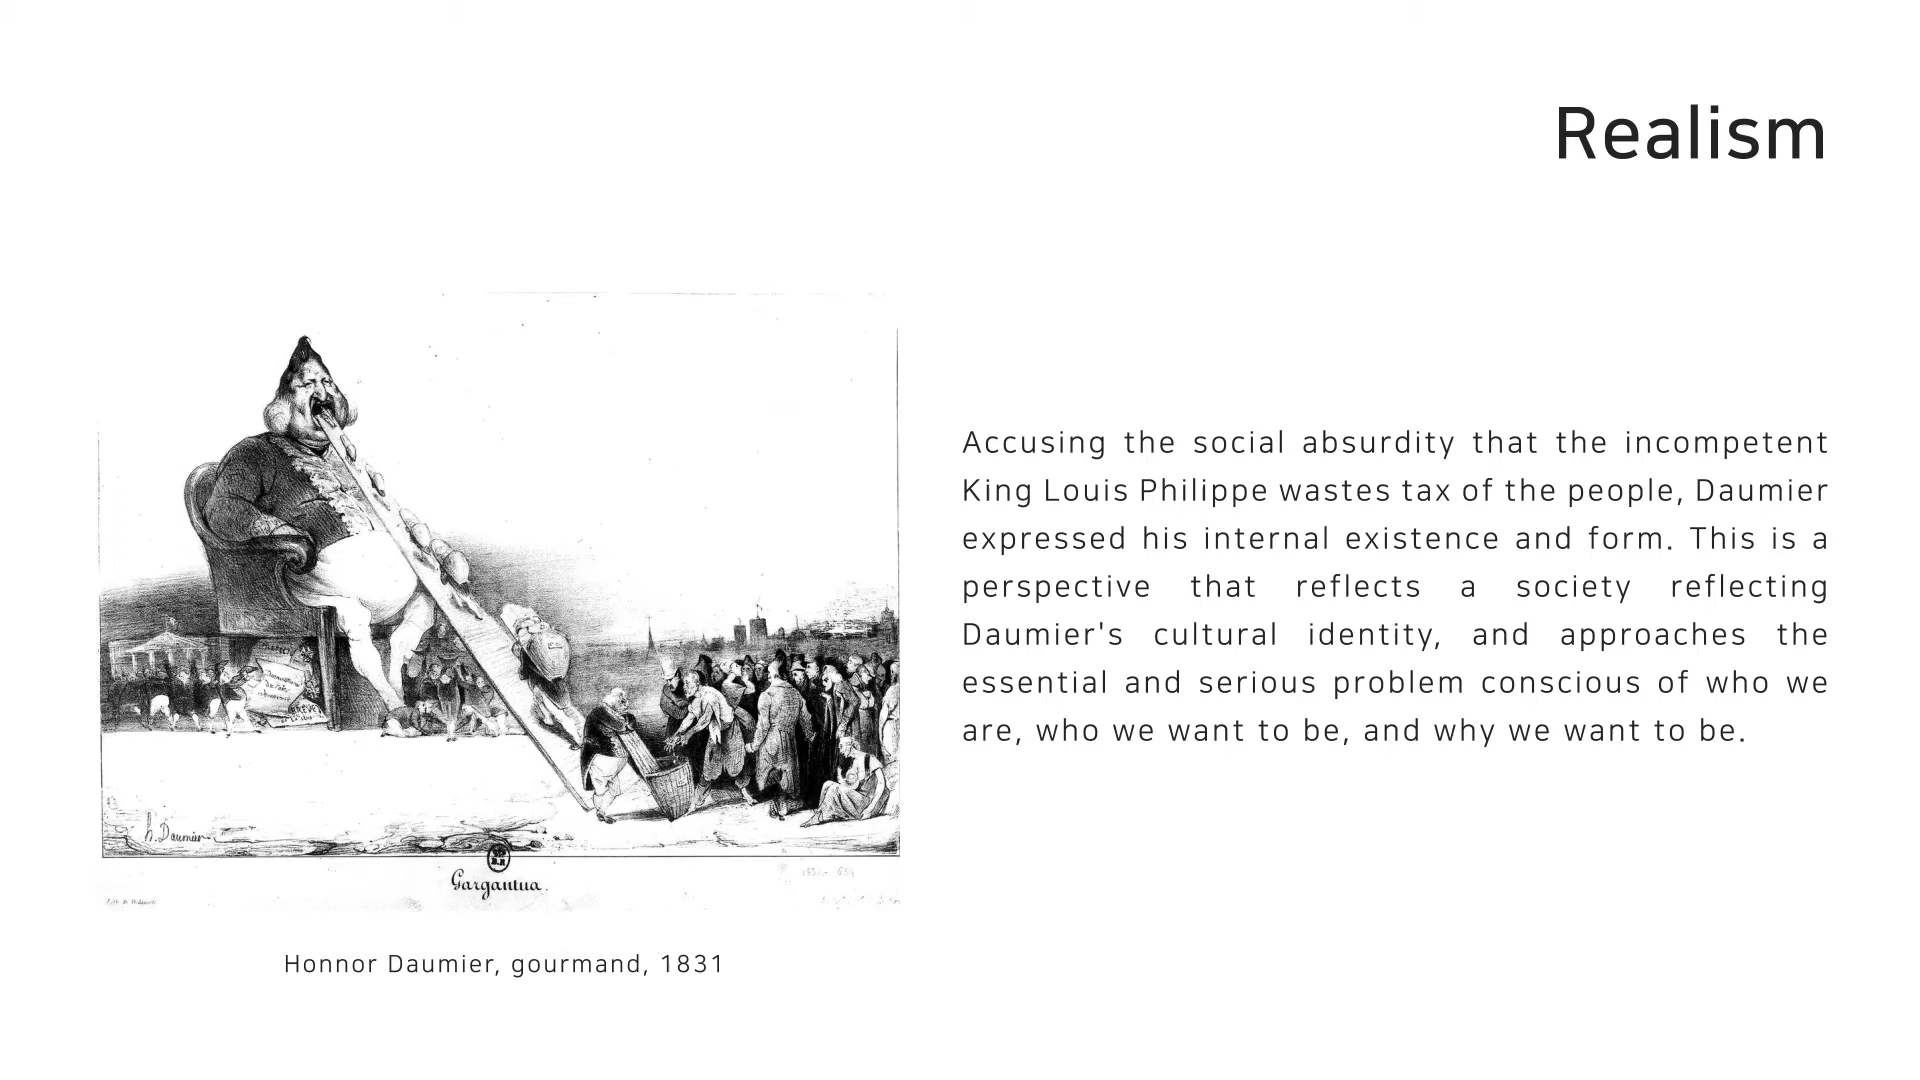 Realism
Accusing the social absurdity that the incompetent
King Louis Philippe wastes tax of the people, Daumier
expressed his internal existence and form. This is a
perspective that reflects a society reflecting
Daumier's cultural identity, and approaches the
essential and serious problem conscious of who we
are, who we want to be, and why we want to be.
h. Daumier
Gargantua.
Honnor Daumier, gourmand, 1831